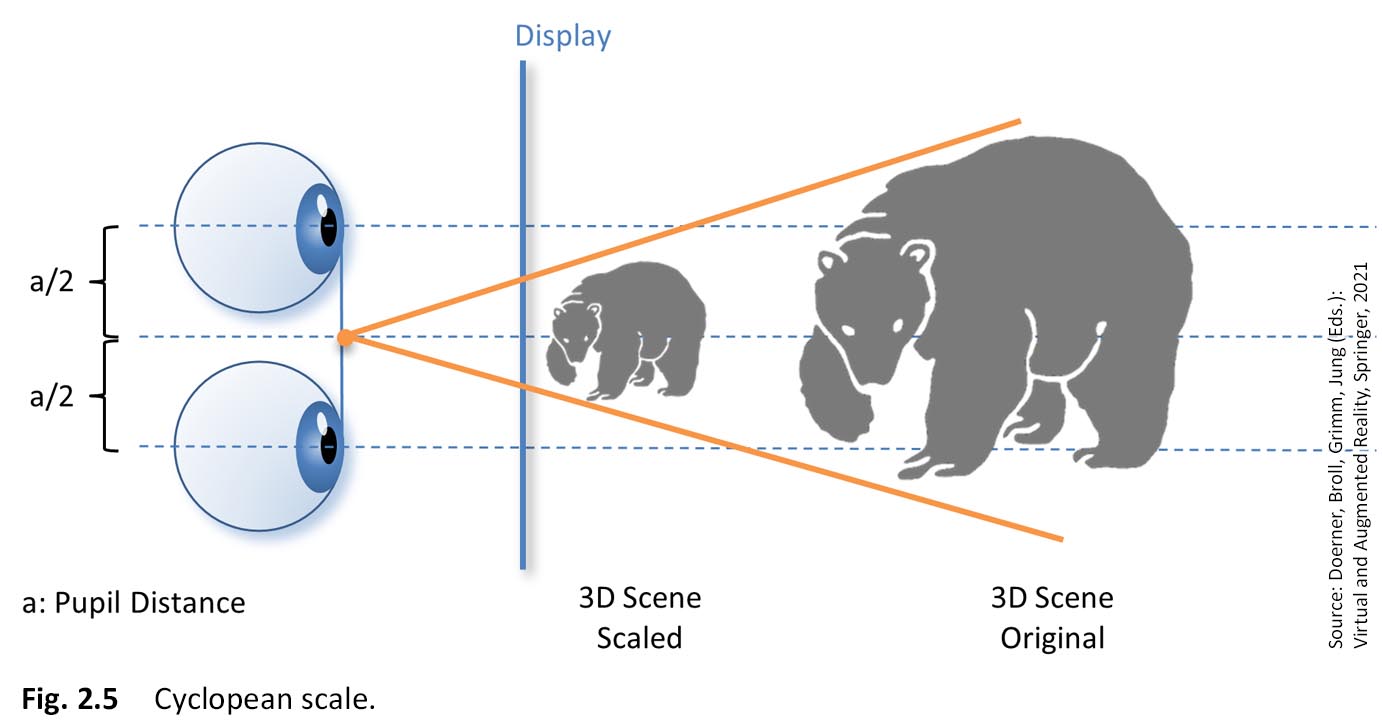 Display
a/2
a/2
a: Pupil Distance
3D Scene
Scaled
3D Scene
Original
Source: Doerner, Broll, Grimm, Jung (Eds.):
Virtual and Augmented Reality, Springer, 2021
Fig. 2.5 Cyclopean scale.